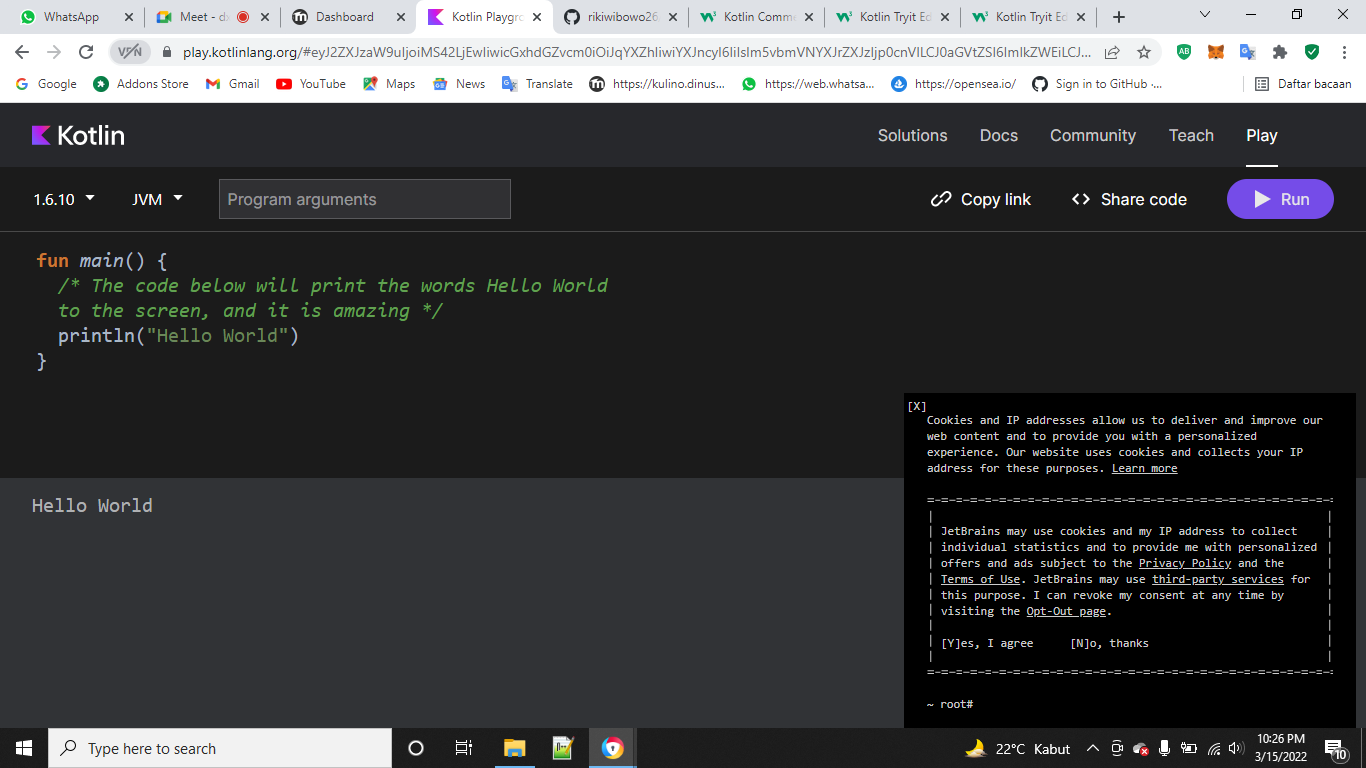 WhatsApp
Meet - dx
Dashboard
Kotlin Playgro
rikiwibowo26
Kotlin Comme
Kotlin Tryit Ed
Kotlin Tryit Ed
VPN
play.kotlinlang.org/
Google
Addons Store
Gmail
YouTube
Maps
News
Translate
https://kulino.dinus...
https://web.whatsa...
https://opensea.io/
Sign in to GitHub ·...
Daftar bacaan
Kotlin
Solutions
Docs
Community
Teach
Play
1.6.10
JVM
Program arguments
Copy link
Share code
Run
fun main() {
/* The code below will print the words Hello World
to the screen, and it is amazing */
println("Hello World")
}
Hello World
[X]
Cookies and IP addresses allow us to deliver and improve our
web content and to provide you with a personalized
experience. Our website uses cookies and collects your IP
address for these purposes. Learn more
JetBrains may use cookies and my IP address to collect
individual statistics and to provide me with personalized
offers and ads subject to the Privacy Policy and the
Terms of Use. JetBrains may use third-party services for
this purpose. I can revoke my consent at any time by
visiting the Opt-Out page.
[Y]es, I agree [N]o, thanks
~ root#
Type here to search
22°C Kabut
10:26 PM
3/15/2022
10